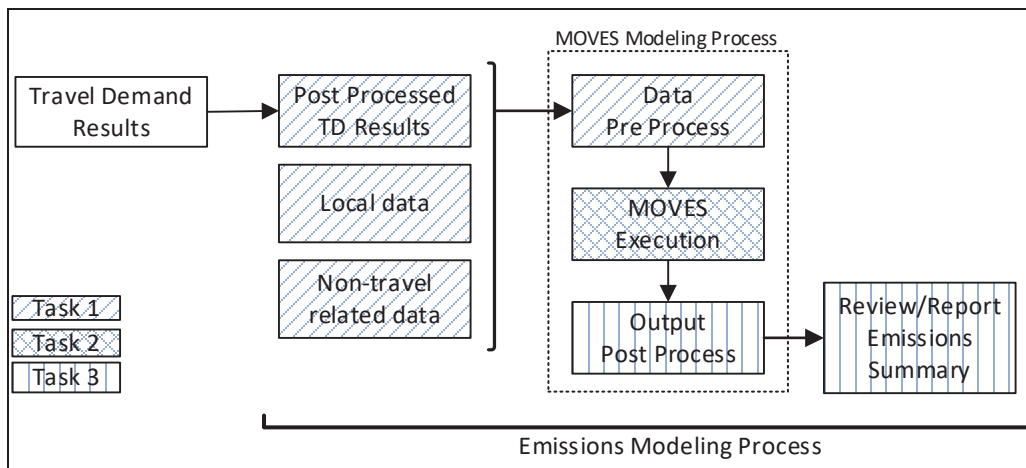 MOVES Modeling Process
Travel Demand
Results
Post Processed
TD Results
Data
Pre Process
Local data
MOVES
Execution
Non-travel
related data
Output
Post Process
Review/Report
Emissions
Summary
Task 1
Task 2
Task 3
Emissions Modeling Process